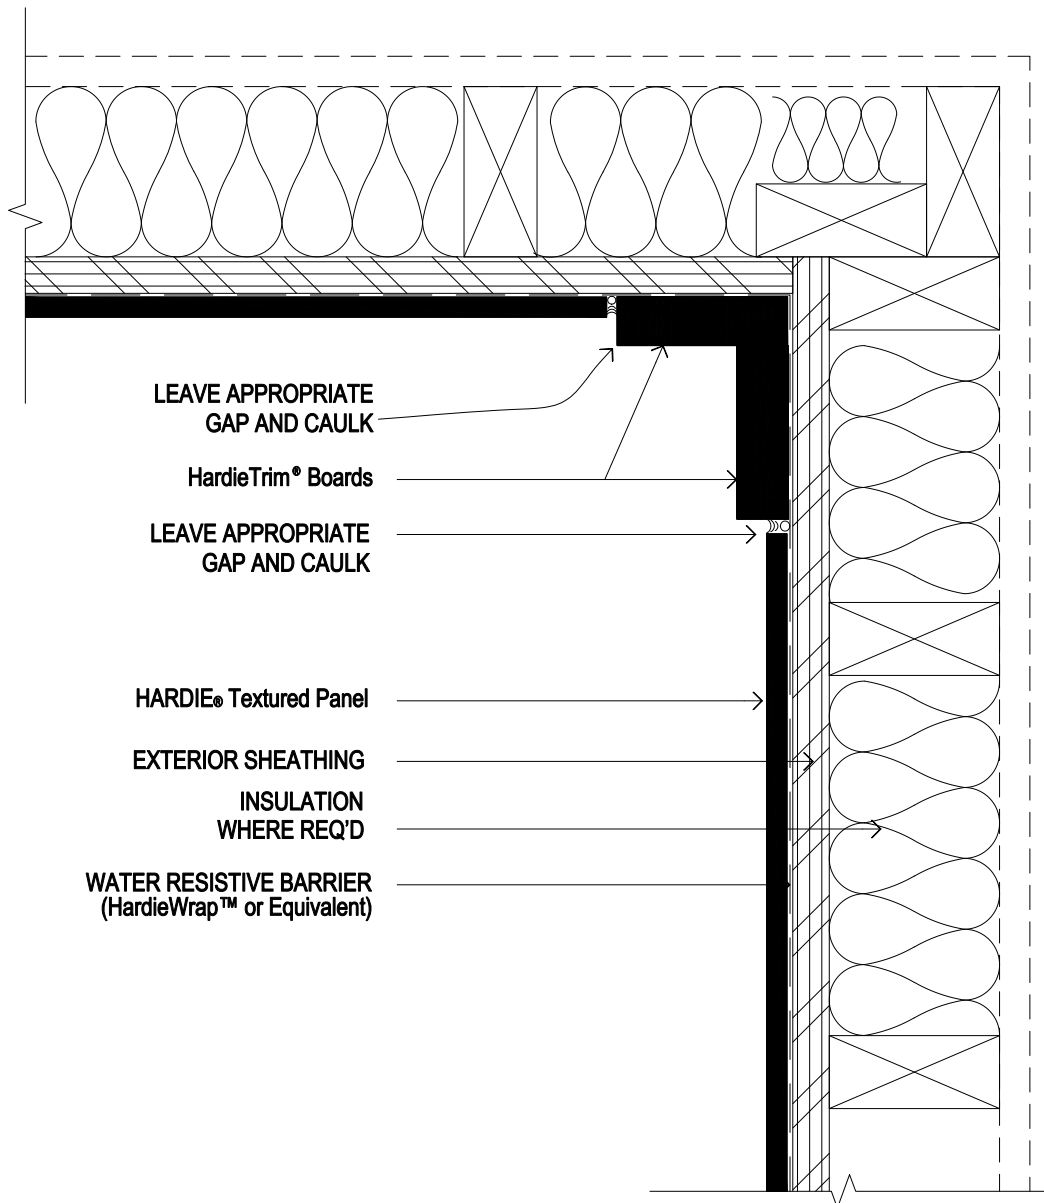 LEAVE APPROPRIATE
GAP AND CAULK
HardieTrim® Boards
LEAVE APPROPRIATE
GAP AND CAULK
HARDIE® Textured Panel
EXTERIOR SHEATHING
INSULATION
WHERE REQ'D
WATER RESISTIVE BARRIER
(HardieWrap™ or Equivalent)